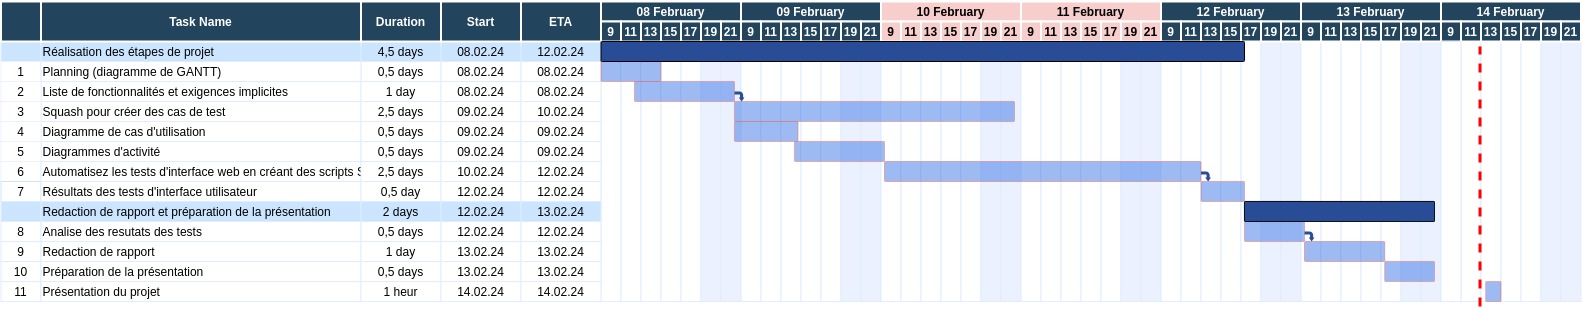 Task Name Duration Start ETA 08 February 09 February 10 February 11 February 12 February 13 February 14 February
9 11 13 15 17 19 21 9 11 13 15 17 19 21 9 11 13 15 17 19 21 9 11 13 15 17 19 21 9 11 13 15 17 19 21 9 11 13 15 17 19 21 9 11 13 15 17 19 21
Réalisation des étapes de projet 4,5 days 08.02.24 12.02.24
1 Planning (diagramme de GANTT) 0,5 days 08.02.24 08.02.24
2 Liste de fonctionnalités et exigences implicites 1 day 08.02.24 08.02.24
3 Squash pour créer des cas de test 2,5 days 09.02.24 10.02.24
4 Diagramme de cas d'utilisation 0,5 days 09.02.24 09.02.24
5 Diagrammes d'activité 0,5 days 09.02.24 09.02.24
6 Automatisez les tests d'interface web en créant des scripts S 2,5 days 10.02.24 12.02.24
7 Résultats des tests d'interface utilisateur 0,5 day 12.02.24 12.02.24
Redaction de rapport et préparation de la présentation 2 days 12.02.24 13.02.24
8 Analise des resutats des tests 0,5 days 12.02.24 12.02.24
9 Redaction de rapport 1 day 13.02.24 13.02.24
10 Préparation de la présentation 0,5 days 13.02.24 13.02.24
11 Présentation du projet 1 heur 14.02.24 14.02.24